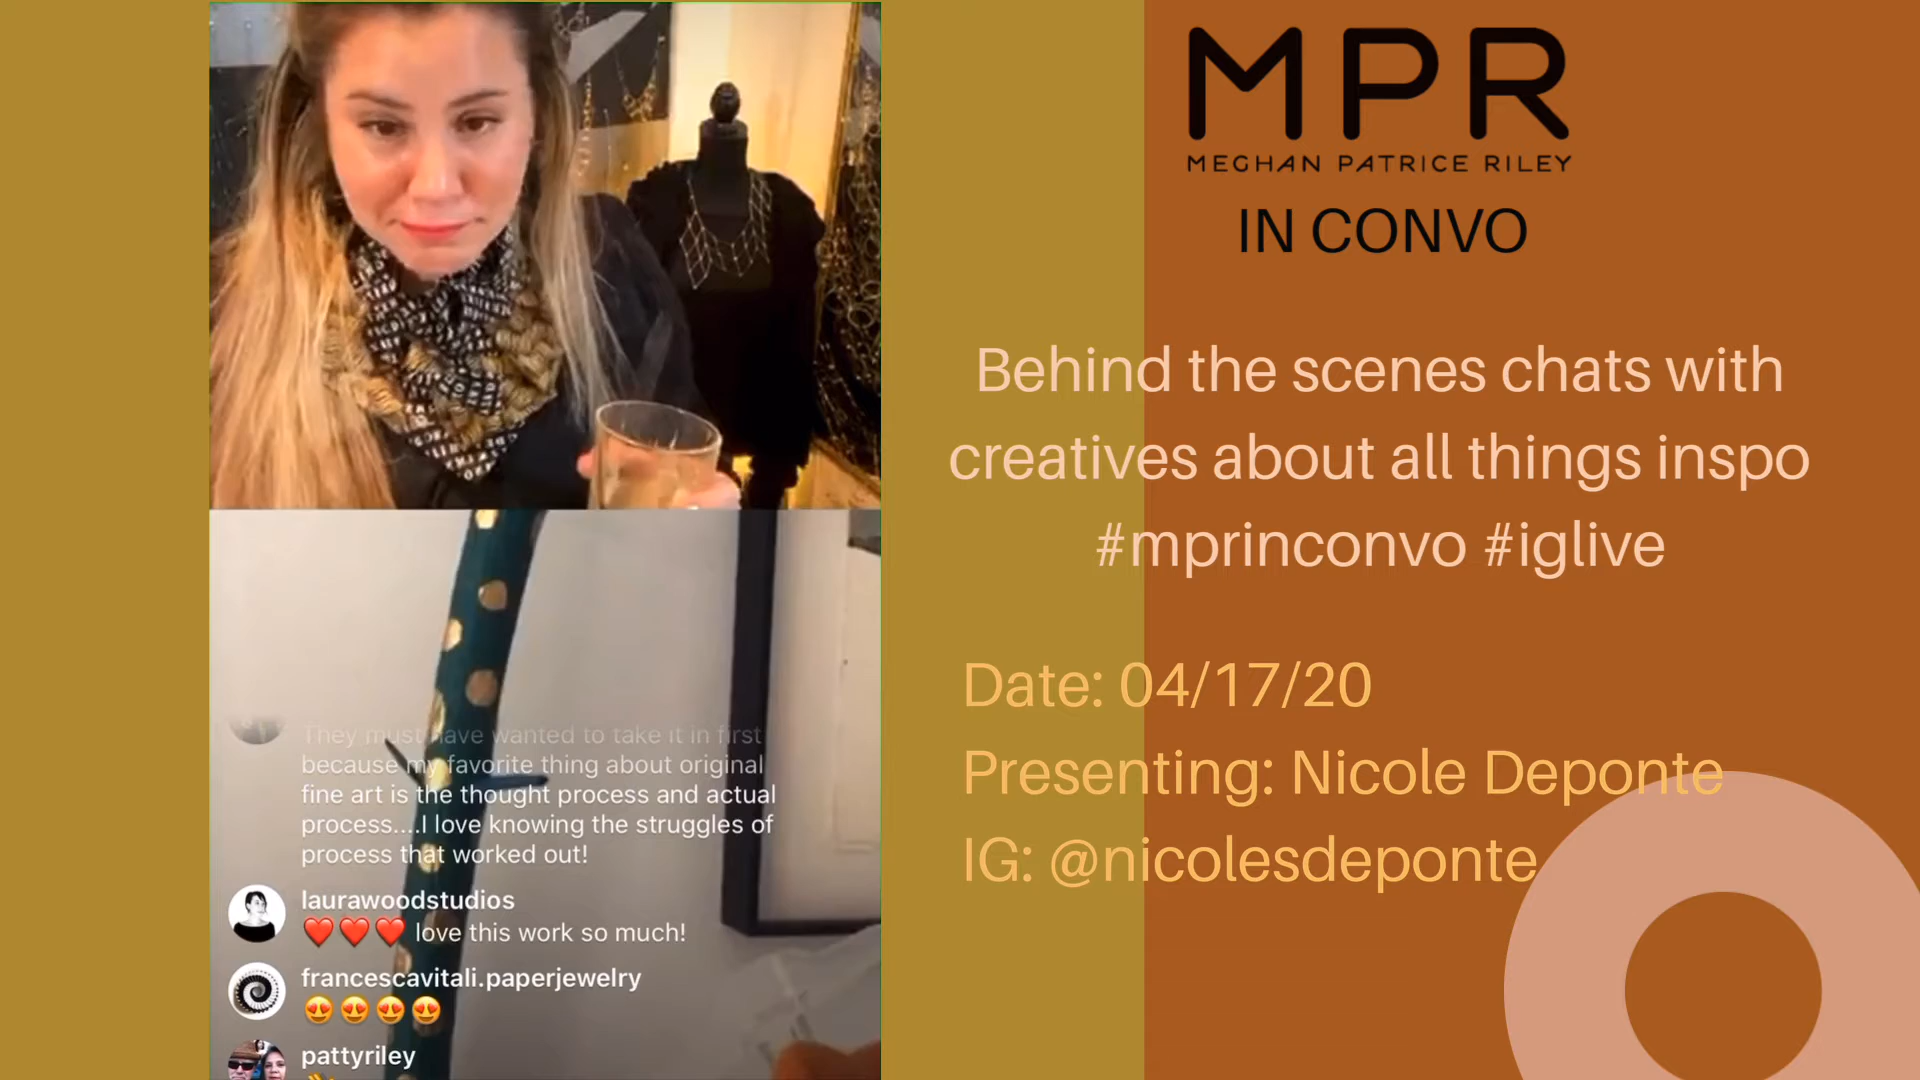 MPR
MEGHAN PATRICE RILEY
IN CONVO
Behind the scenes chats with
creatives about all things inspo
#mprinconvo #iglive
Date: 04/17/20
Presenting: Nicole Deponte
IG: @nicolesdeponte
They must have wanted to take it in first
because my favorite thing about original
fine art is the thought process and actual
process....I love knowing the struggles of
process that worked out!
laurawoodstudios
❤️❤️❤️ love this work so much!
francescavitali.paperjewelry
😍😍😍😍
pattyriley